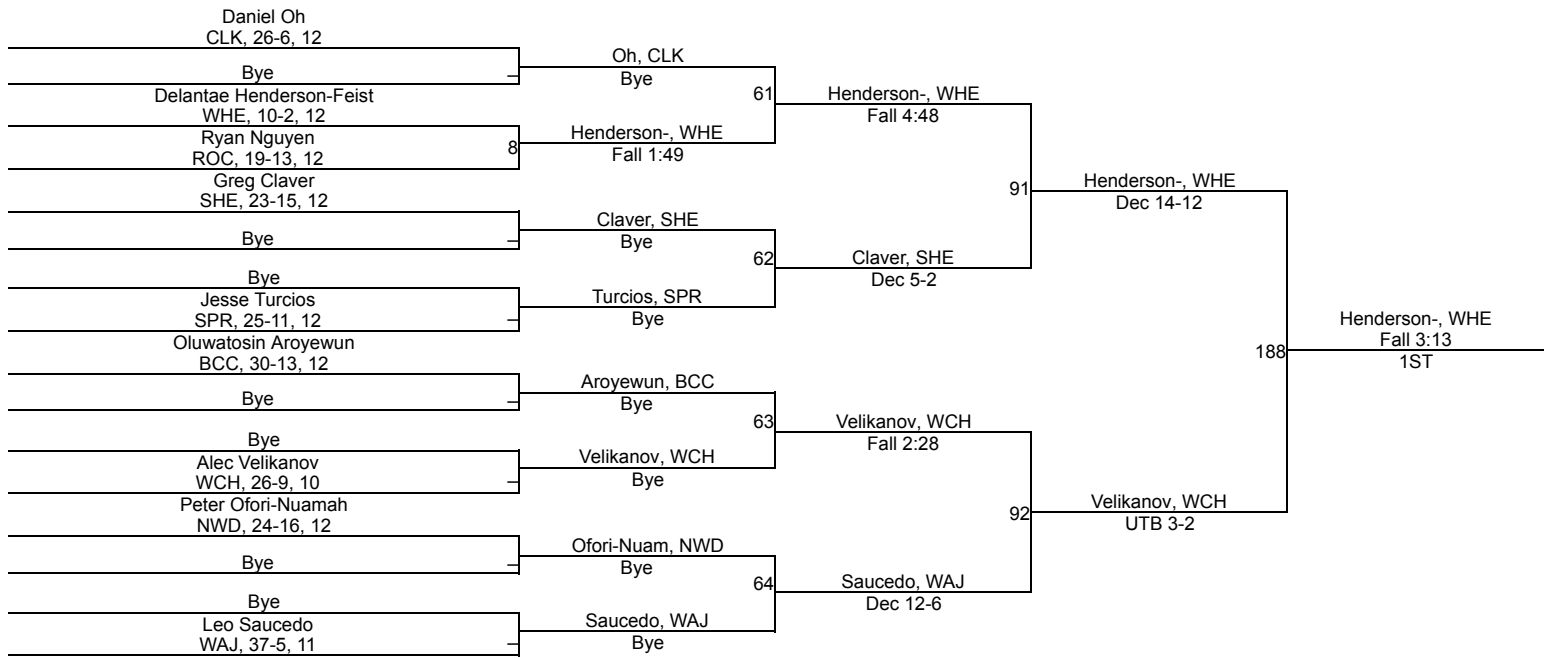 Daniel Oh
CLK, 26-6, 12
Bye
Delantae Henderson-Feist
WHE, 10-2, 12
Ryan Nguyen
ROC, 19-13, 12
Greg Claver
SHE, 23-15, 12
Bye
Bye
Jesse Turcios
SPR, 25-11, 12
Oluwatosin Aroyewun
BCC, 30-13, 12
Bye
Bye
Alec Velikanov
WCH, 26-9, 10
Peter Ofori-Nuamah
NWD, 24-16, 12
Bye
Bye
Leo Saucedo
WAJ, 37-5, 11
–
8
–
–
–
–
–
–
Oh, CLK
Bye
Henderson-, WHE
Fall 1:49
Claver, SHE
Bye
Turcios, SPR
Bye
Aroyewun, BCC
Bye
Velikanov, WCH
Bye
Ofori-Nuam, NWD
Bye
Saucedo, WAJ
Bye
61
62
63
64
Henderson-, WHE
Fall 4:48
Claver, SHE
Dec 5-2
Velikanov, WCH
Fall 2:28
Saucedo, WAJ
Dec 12-6
91
92
Henderson-, WHE
Dec 14-12
Velikanov, WCH
UTB 3-2
188
Henderson-, WHE
Fall 3:13
1ST